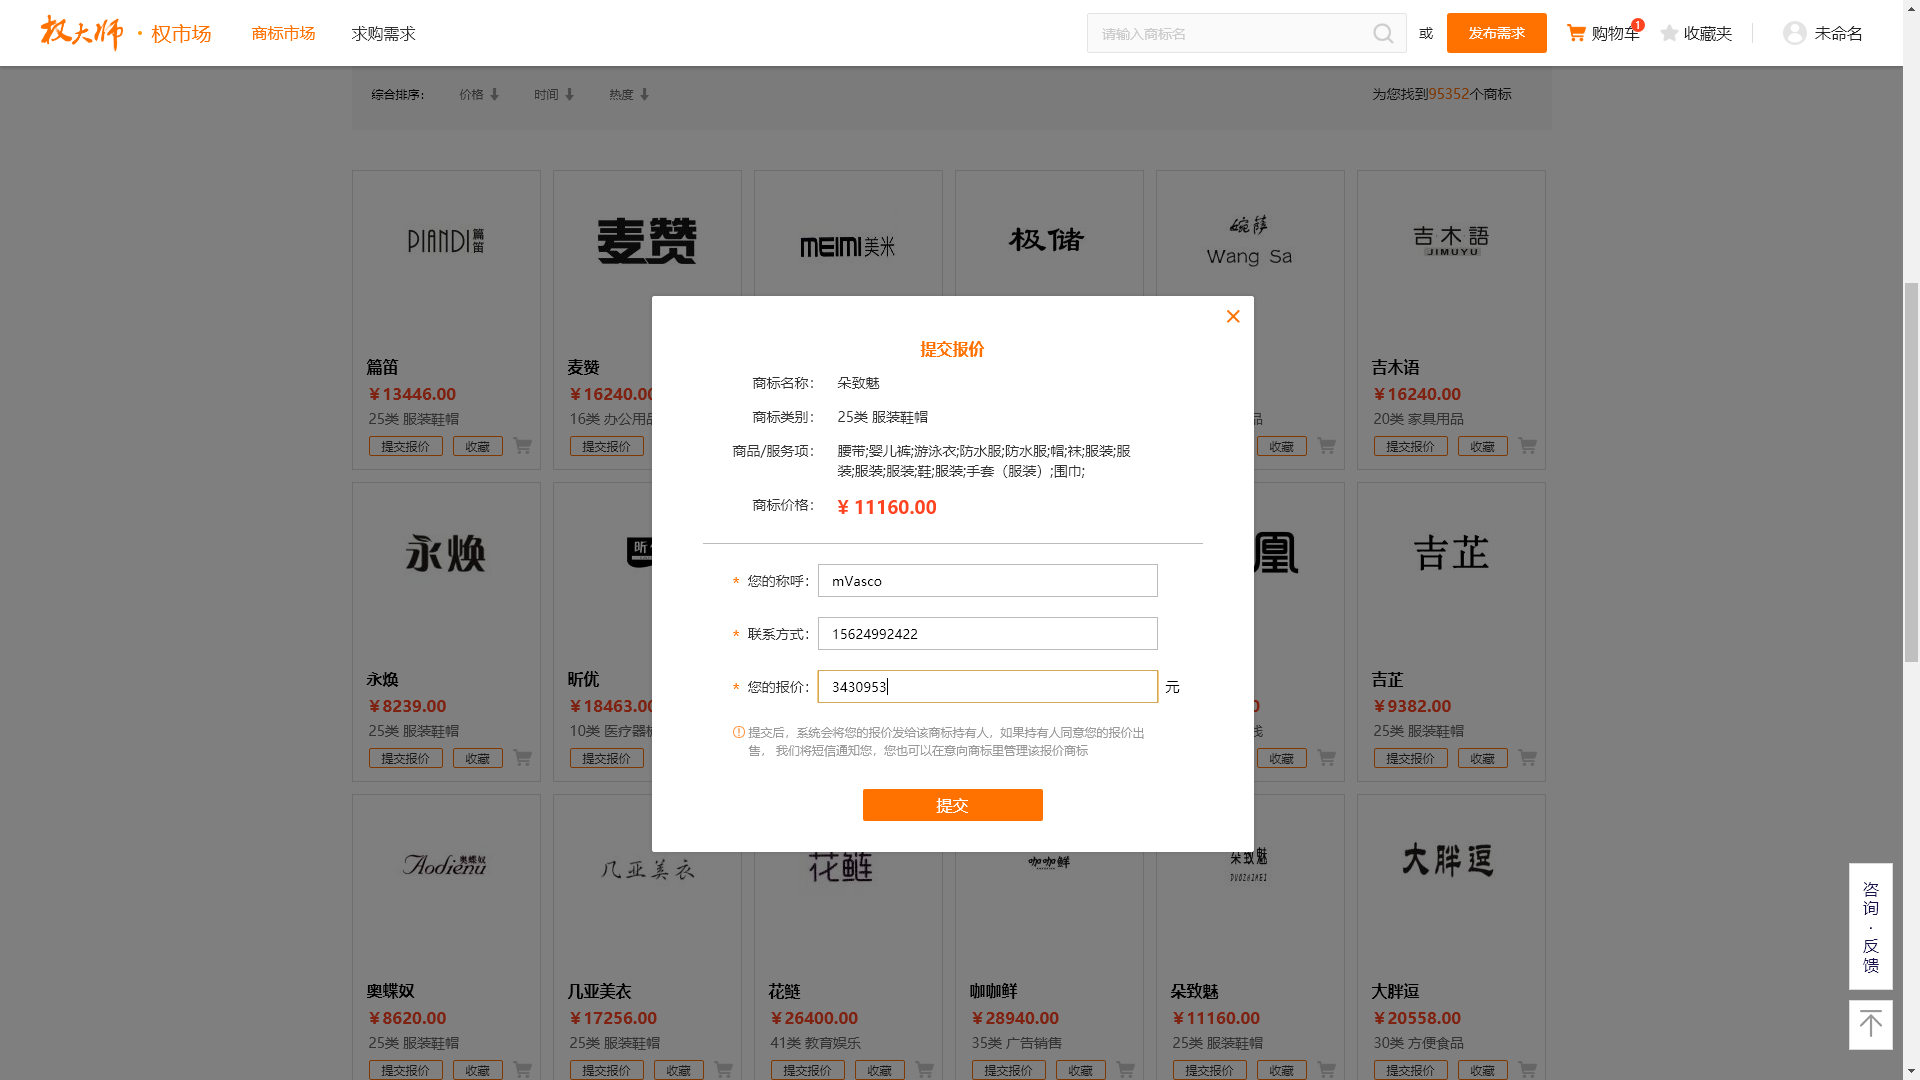 权大师 · 权市场 商标市场 求购需求 请输入商标名 或 发布需求 购物车 1 收藏夹 未命名
综合排序: 价格 时间 热度 为您找到95352个商标
PIANDI篇笛 麦赞 MEIMI美米 极储 婉萨 吉·木·語
Wang Sa JIMUYU
提交报价
商标名称: 朵致魅
商标类别: 25类 服装鞋帽
商品/服务项: 腰带;婴儿裤;游泳衣;防水服;防水服;帽;袜;服装;服
装;服装;服装;鞋;服装;手套（服装）;围巾;
商标价格: ¥ 11160.00
* 您的称呼: mVasco
* 联系方式: 15624992422
* 您的报价: 3430953 元
提交后，系统会将您的报价发给该商标持有人，如果持有人同意您的报价出
售， 我们将短信通知您，您也可以在意向商标里管理该报价商标
提交
篇笛 麦赞 吉木语
¥13446.00 ¥16240.00 ¥16240.00
25类 服装鞋帽 16类 办公用品 品 20类 家具用品
提交报价 收藏 提交报价 收藏 提交报价 收藏
永焕 昕 凰 吉芷
永焕 昕优 吉芷
¥8239.00 ¥18463.00 0 ¥9382.00
25类 服装鞋帽 10类 医疗器 25类 服装鞋帽
提交报价 收藏 提交报价 收藏 提交报价 收藏
Aodienu奥蝶奴 几亚美衣 花鲢 咖咖鲜 朵致魅 大胖逗
DUOZHIMEI
奥蝶奴 几亚美衣 花鲢 咖咖鲜 朵致魅 大胖逗
¥8620.00 ¥17256.00 ¥26400.00 ¥28940.00 ¥11160.00 ¥20558.00
25类 服装鞋帽 25类 服装鞋帽 41类 教育娱乐 35类 广告销售 25类 服装鞋帽 30类 方便食品
提交报价 收藏 提交报价 收藏 提交报价 收藏 提交报价 收藏 提交报价 收藏 提交报价 收藏
咨
询
·
反
馈